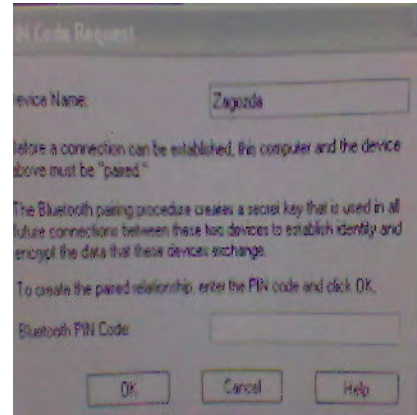 IN Code Request
evice Name:
Zagozda
efore a connection can be established, this computer and the device
above must be "paired."
The Bluetooth pairing procedure creates a secret key that is used in all
future connections between these two devices to establish identity and
encrypt the data that these devices exchange.
To create the paired relationship, enter the PIN code and click OK.
Bluetooth PIN Code:
OK
Cancel
Help